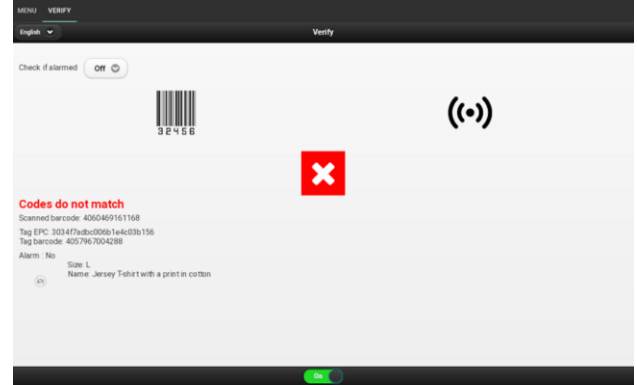 MENU VERIFY
English
Verify
Check if alarmed Off
32456
Codes do not match
Scanned barcode: 4060469161168
Tag EPC: 3034f7adbc006b1e4c03b156
Tag barcode: 4057967004288
Alarm : No
Size: L
Name: Jersey T-shirt with a print in cotton
On